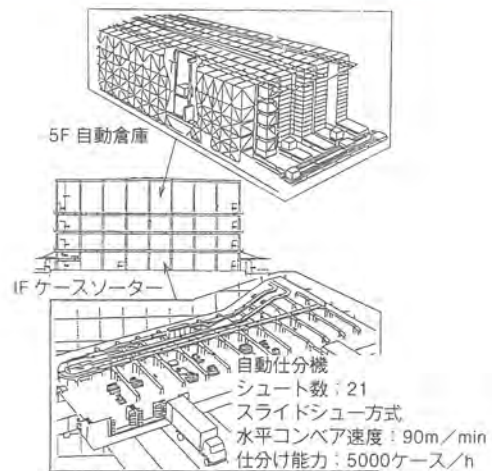 5F 自動倉庫
1F ケースソーター
自動仕分機
シュート数：21
スライドシュー方式
水平コンベア速度：90m／min
仕分け能力：5000ケース／h